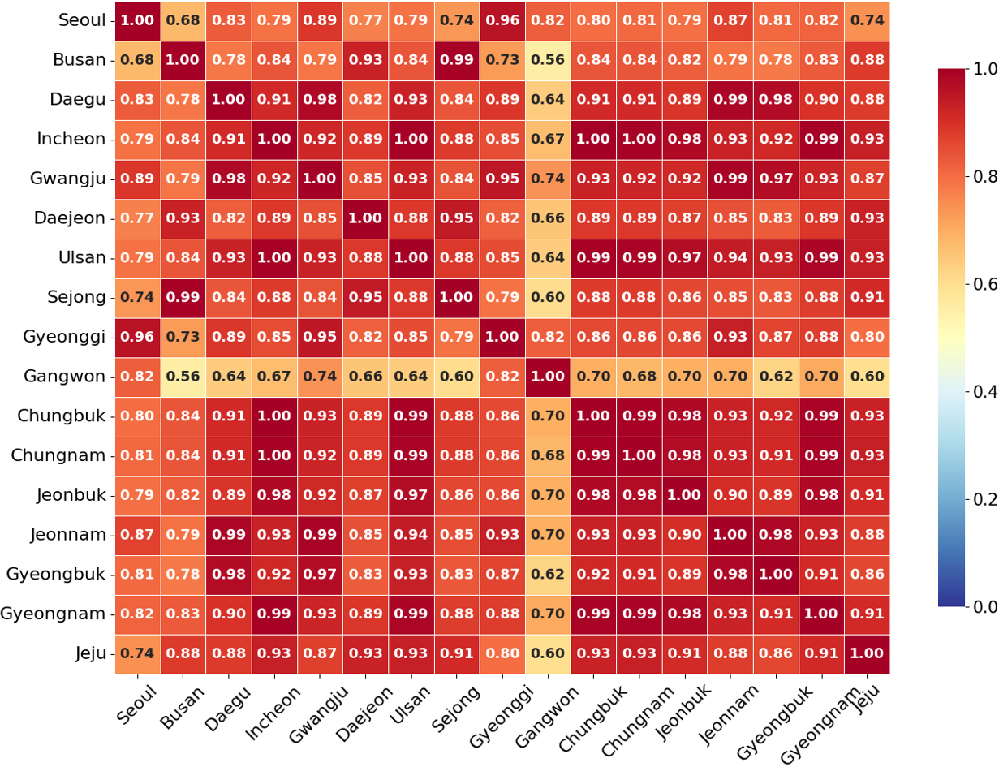 Seoul 1.00 0.68 0.83 0.79 0.89 0.77 0.79 0.74 0.96 0.82 0.80 0.81 0.79 0.87 0.81 0.82 0.74
Busan 0.68 1.00 0.78 0.84 0.79 0.93 0.84 0.99 0.73 0.56 0.84 0.84 0.82 0.79 0.78 0.83 0.88
Daegu 0.83 0.78 1.00 0.91 0.98 0.82 0.93 0.84 0.89 0.64 0.91 0.91 0.89 0.99 0.98 0.90 0.88
Incheon 0.79 0.84 0.91 1.00 0.92 0.89 1.00 0.88 0.85 0.67 1.00 1.00 0.98 0.93 0.92 0.99 0.93
Gwangju 0.89 0.79 0.98 0.92 1.00 0.85 0.93 0.84 0.95 0.74 0.93 0.92 0.92 0.99 0.97 0.93 0.87
Daejeon 0.77 0.93 0.82 0.89 0.85 1.00 0.88 0.95 0.82 0.66 0.89 0.89 0.87 0.85 0.83 0.89 0.93
Ulsan 0.79 0.84 0.93 1.00 0.93 0.88 1.00 0.88 0.85 0.64 0.99 0.99 0.97 0.94 0.93 0.99 0.93
Sejong 0.74 0.99 0.84 0.88 0.84 0.95 0.88 1.00 0.79 0.60 0.88 0.88 0.86 0.85 0.83 0.88 0.91
Gyeonggi 0.96 0.73 0.89 0.85 0.95 0.82 0.85 0.79 1.00 0.82 0.86 0.86 0.86 0.93 0.87 0.88 0.80
Gangwon 0.82 0.56 0.64 0.67 0.74 0.66 0.64 0.60 0.82 1.00 0.70 0.68 0.70 0.70 0.62 0.70 0.60
Chungbuk 0.80 0.84 0.91 1.00 0.93 0.89 0.99 0.88 0.86 0.70 1.00 0.99 0.98 0.93 0.92 0.99 0.93
Chungnam 0.81 0.84 0.91 1.00 0.92 0.89 0.99 0.88 0.86 0.68 0.99 1.00 0.98 0.93 0.91 0.99 0.93
Jeonbuk 0.79 0.82 0.89 0.98 0.92 0.87 0.97 0.86 0.86 0.70 0.98 0.98 1.00 0.90 0.89 0.98 0.91
Jeonnam 0.87 0.79 0.99 0.93 0.99 0.85 0.94 0.85 0.93 0.70 0.93 0.93 0.90 1.00 0.98 0.93 0.88
Gyeongbuk 0.81 0.78 0.98 0.92 0.97 0.83 0.93 0.83 0.87 0.62 0.92 0.91 0.89 0.98 1.00 0.91 0.86
Gyeongnam 0.82 0.83 0.90 0.99 0.93 0.89 0.99 0.88 0.88 0.70 0.99 0.99 0.98 0.93 0.91 1.00 0.91
Jeju 0.74 0.88 0.88 0.93 0.87 0.93 0.93 0.91 0.80 0.60 0.93 0.93 0.91 0.88 0.86 0.91 1.00
Seoul Busan Daegu Incheon Gwangju Daejeon Ulsan Sejong Gyeonggi Gangwon Chungbuk Chungnam Jeonbuk Jeonnam Gyeongbuk Gyeongnam Jeju
1.0
0.8
0.6
0.4
0.2
0.0